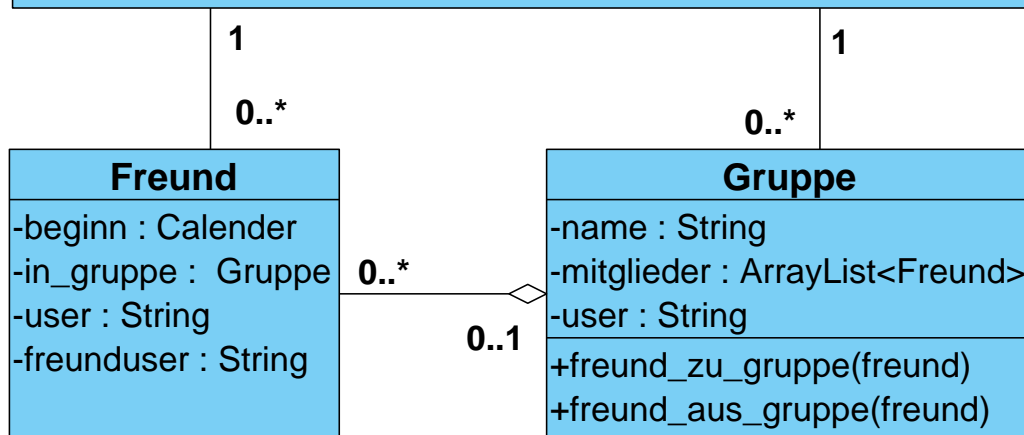 1
1
0..*
0..*
Freund
-beginn : Calender
-in_gruppe :  Gruppe
-user : String
-freunduser : String
0..*
0..1
Gruppe
-name : String
-mitglieder : ArrayList<Freund>
-user : String
+freund_zu_gruppe(freund)
+freund_aus_gruppe(freund)